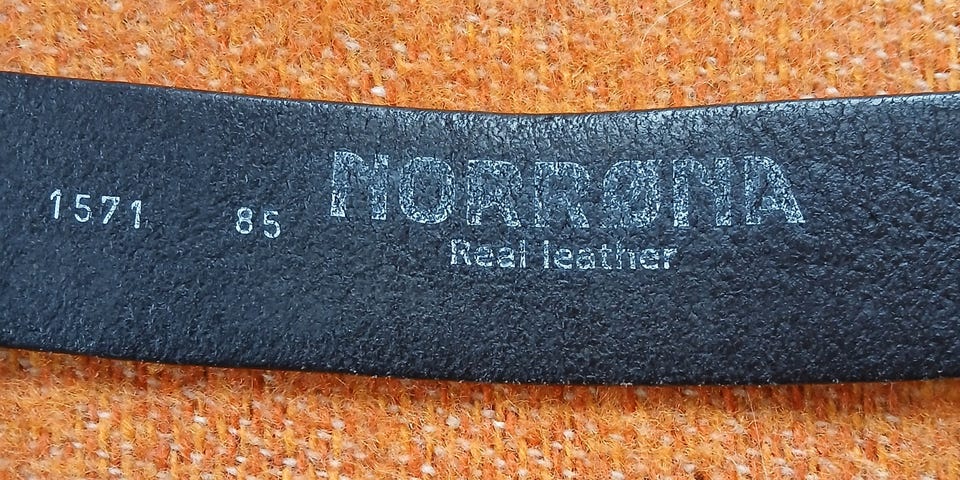 1571 85 NORRØNA
Real leather